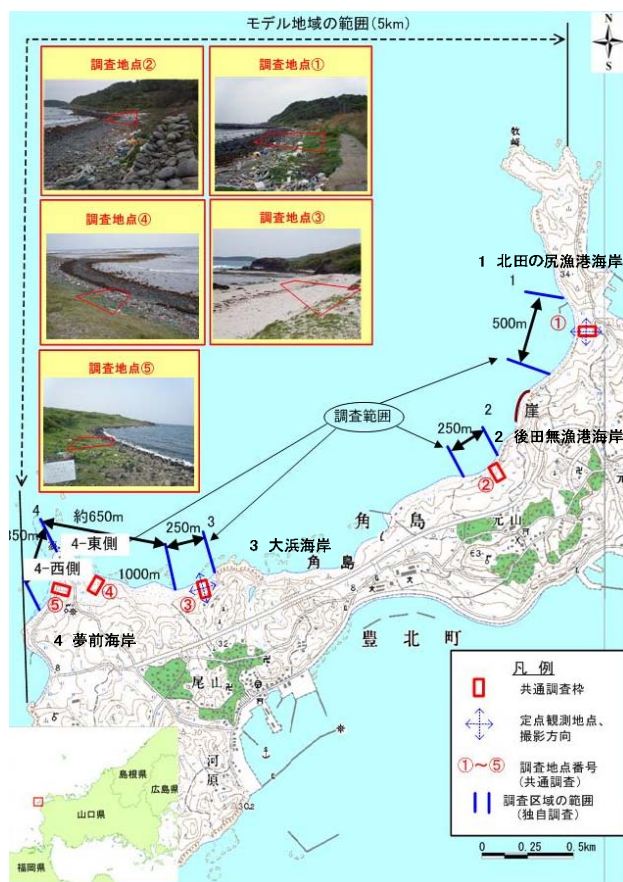 モデル地域の範囲(5km)
N
S
調査地点②
調査地点①
調査地点④
調査地点③
調査地点⑤
牧崎
1 北田の尻漁港海岸
34
1
①
500m
調査範囲
崖
250m
2
2 後田無漁港海岸
②
元山
角島
4
約650m
250m
3
350m
4-東側
3 大浜海岸
角島
4-西側
1000m
④
⑤
③
豊北町
4 夢前海岸
32
尾山
河原
30.2
凡例
共通調査枠
定点観測地点、
撮影方向
①~⑤
調査地点番号
(共通調査)
調査区域の範囲
(独自調査)
0 0.25 0.5km
島根県
広島県
山口県
福岡県